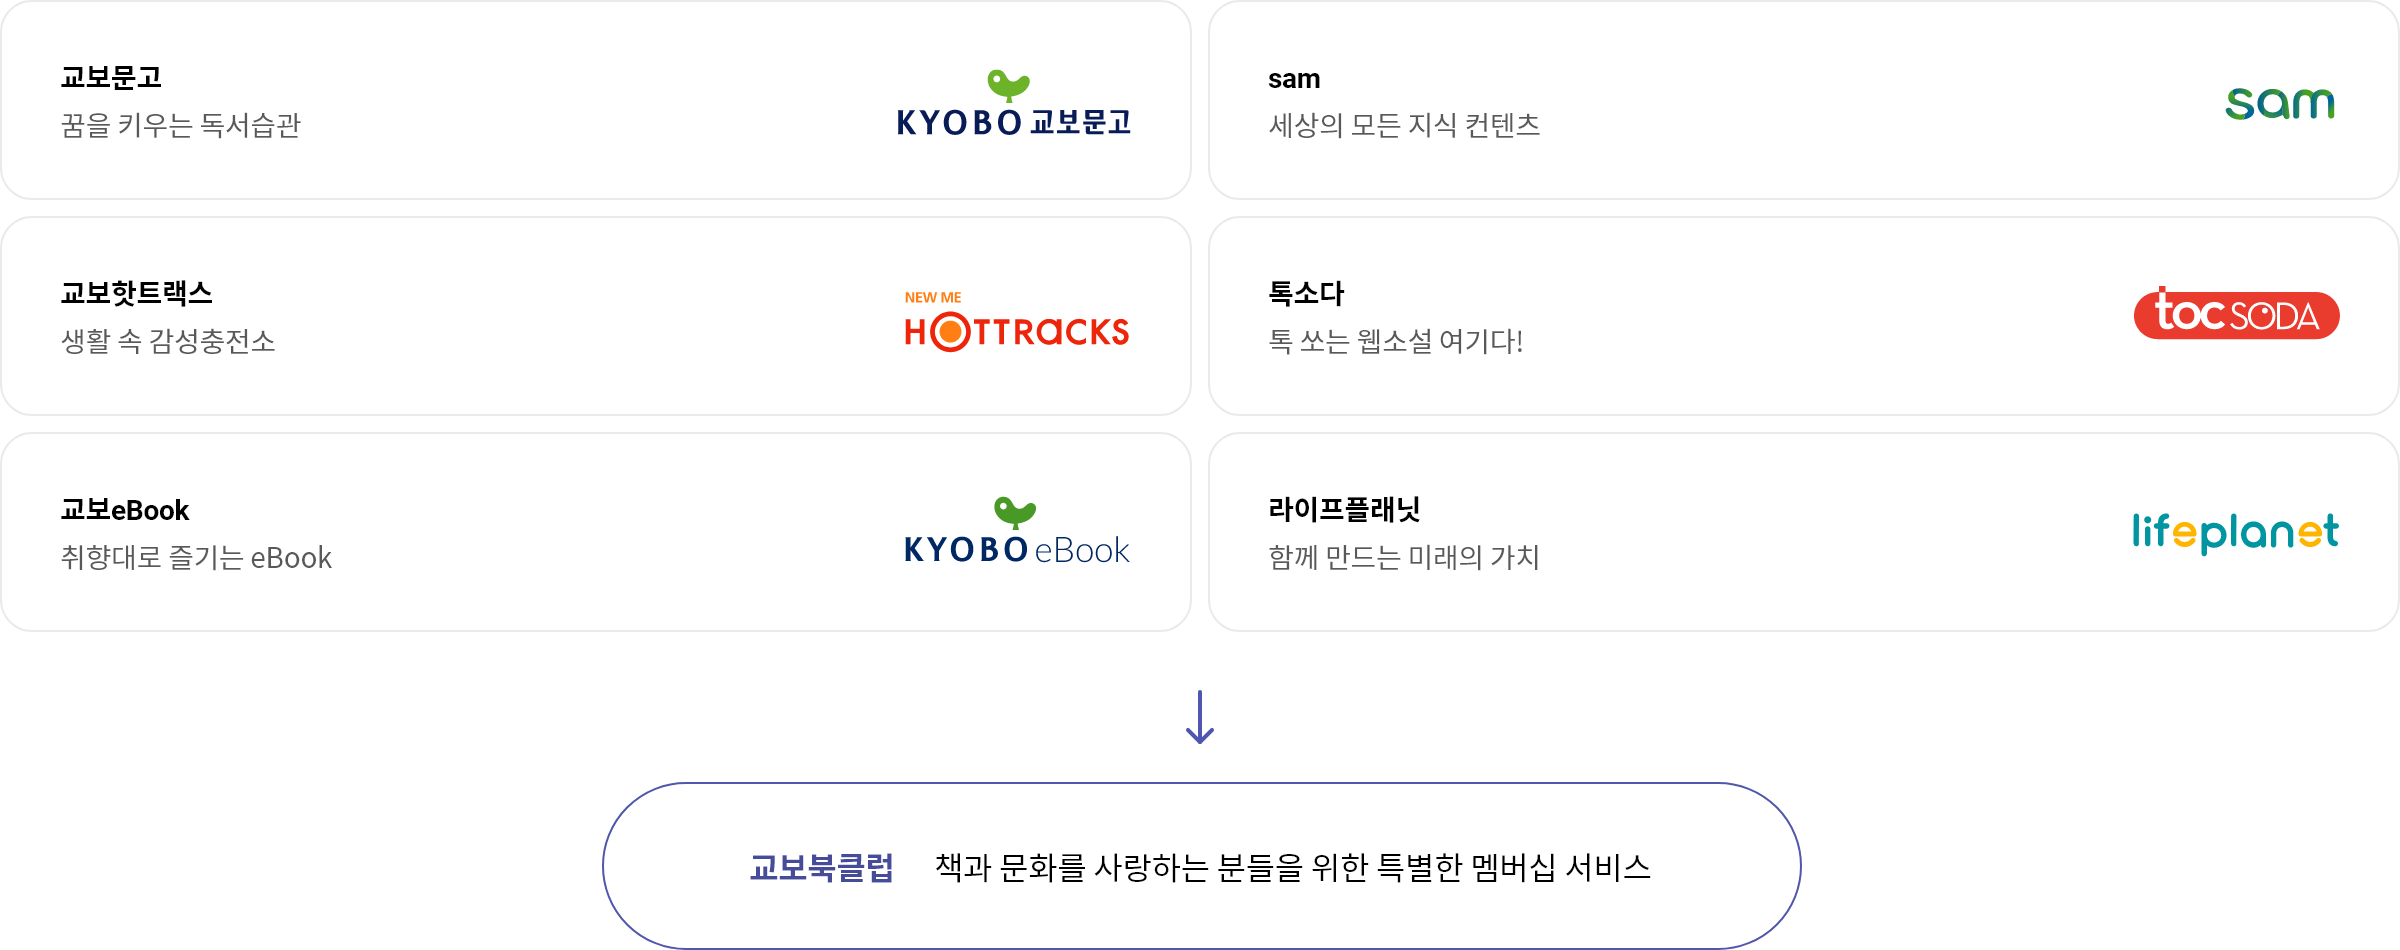 교보문고
꿈을 키우는 독서습관
KYOBO 교보문고
sam
세상의 모든 지식 컨텐츠
sam
교보핫트랙스
생활 속 감성충전소
NEW ME
HOTTRACKS
톡소다
톡 쏘는 웹소설 여기다!
toc SODA
교보eBook
취향대로 즐기는 eBook
KYOBO eBook
라이프플래닛
함께 만드는 미래의 가치
lifeplanet
교보북클럽 책과 문화를 사랑하는 분들을 위한 특별한 멤버십 서비스